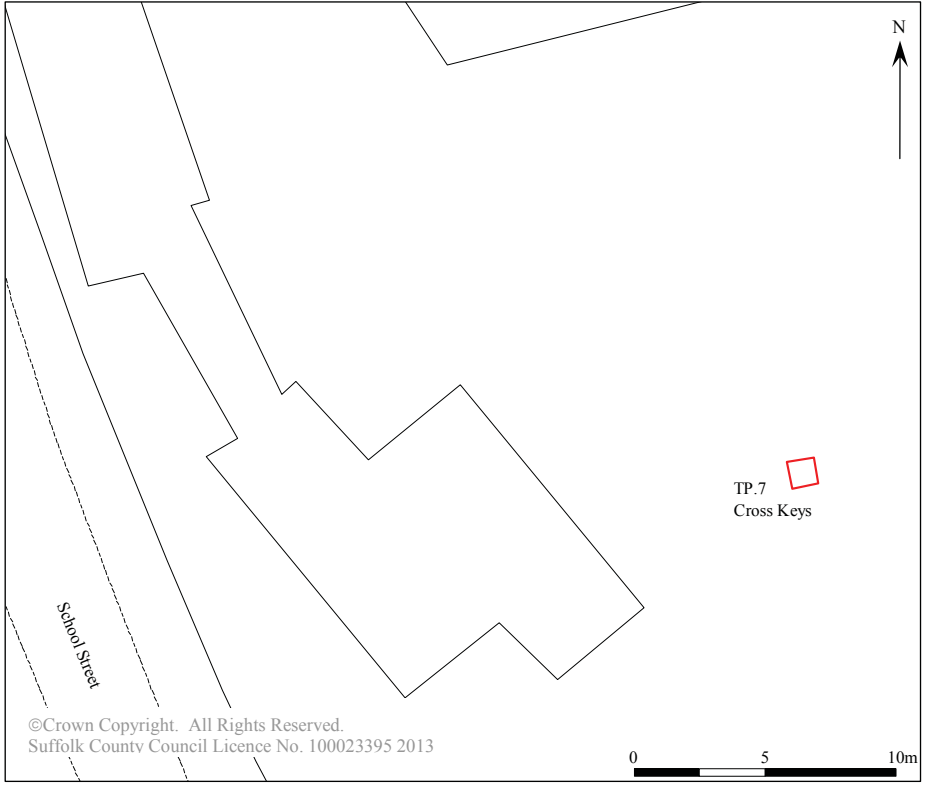 N
TP.7
Cross Keys
School Street
©Crown Copyright. All Rights Reserved.
Suffolk County Council Licence No. 100023395 2013
0 5 10m